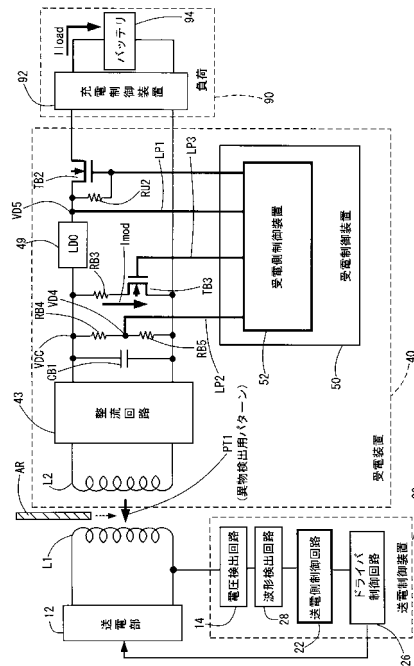 AR
L1
L2
12
送電部
PT1
(異物検出用パターン)
14
電圧検出回路
28
波形検出回路
22
送電側制御回路
26
ドライバ制御回路
送電制御装置
受電装置
40
43
整流回路
VDC
CB1
RB4
VD4
RB5
RB3
Imod
TB3
49
LDO
VD5
TB2
RU2
LP1
LP2
LP3
52
受電側制御装置
50
受電制御装置
92
充電制御装置
94
バッテリ
Iload
負荷
90